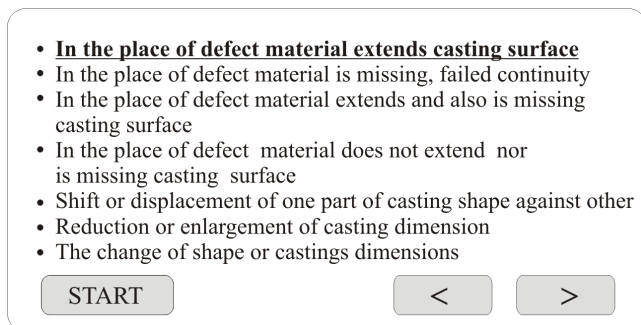 • In the place of defect material extends casting surface
• In the place of defect material is missing, failed continuity
• In the place of defect material extends and also is missing
casting surface
• In the place of defect  material does not extend  nor
is missing casting  surface
• Shift or displacement of one part of casting shape against other
• Reduction or enlargement of casting dimension
• The change of shape or castings dimensions
START < >